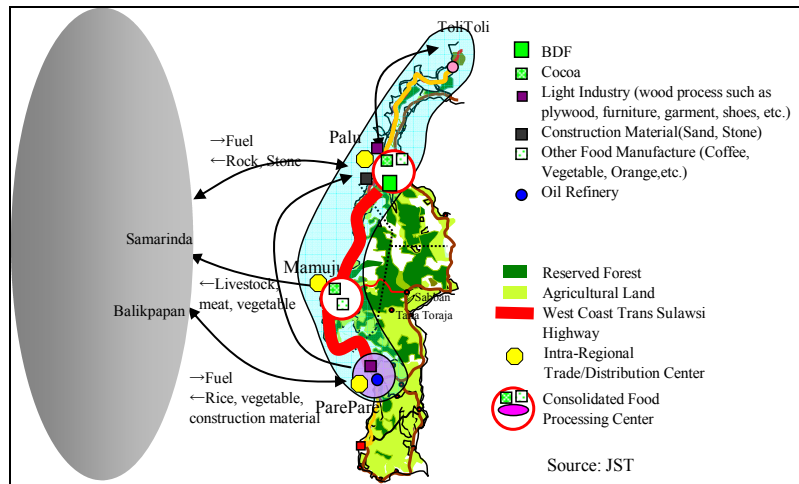 ToliToli
Palu
→Fuel
←Rock, Stone
Samarinda
Mamuju
←Livestock,
meat, vegetable
Sabban
Tana Toraja
Balikpapan
→Fuel
←Rice, vegetable,
construction material
ParePare
BDF
Cocoa
Light Industry (wood process such as
plywood, furniture, garment, shoes, etc.)
Construction Material(Sand, Stone)
Other Food Manufacture (Coffee,
Vegetable, Orange,etc.)
Oil Refinery
Reserved Forest
Agricultural Land
West Coast Trans Sulawsi
Highway
Intra-Regional
Trade/Distribution Center
Consolidated Food
Processing Center
Source: JST